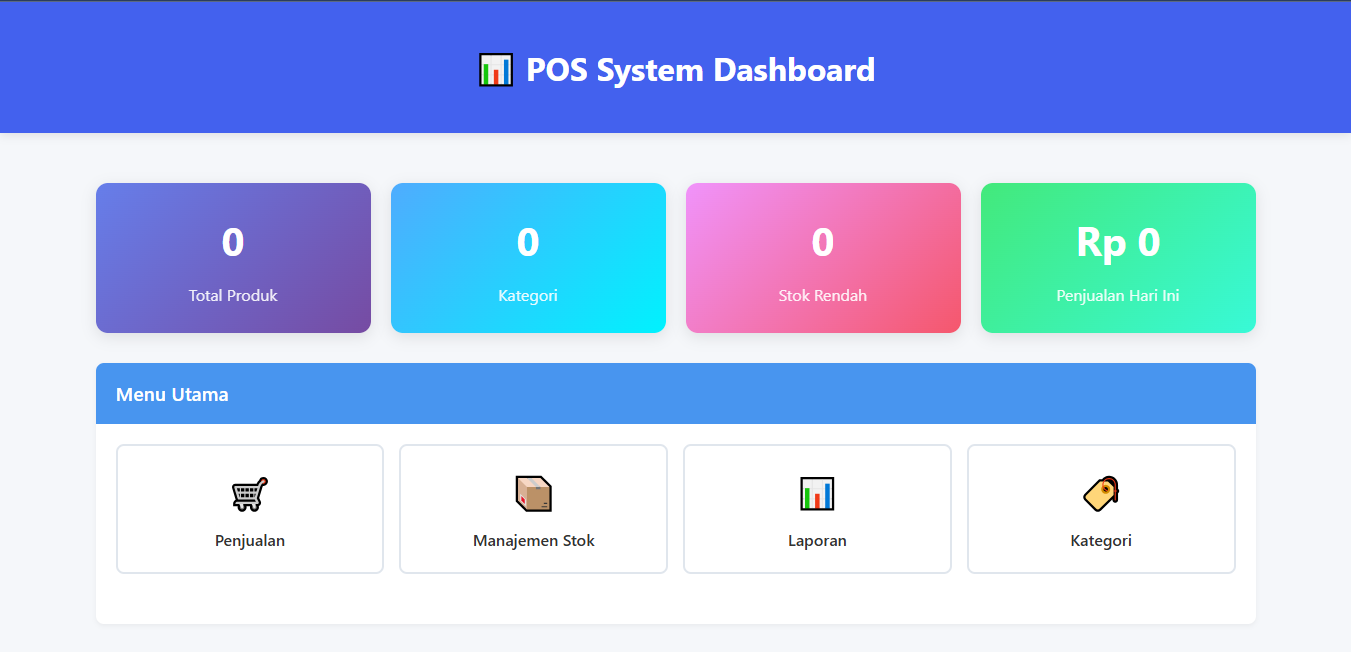 POS System Dashboard
0
Total Produk
0
Kategori
0
Stok Rendah
Rp 0
Penjualan Hari Ini
Menu Utama
Penjualan
Manajemen Stok
Laporan
Kategori